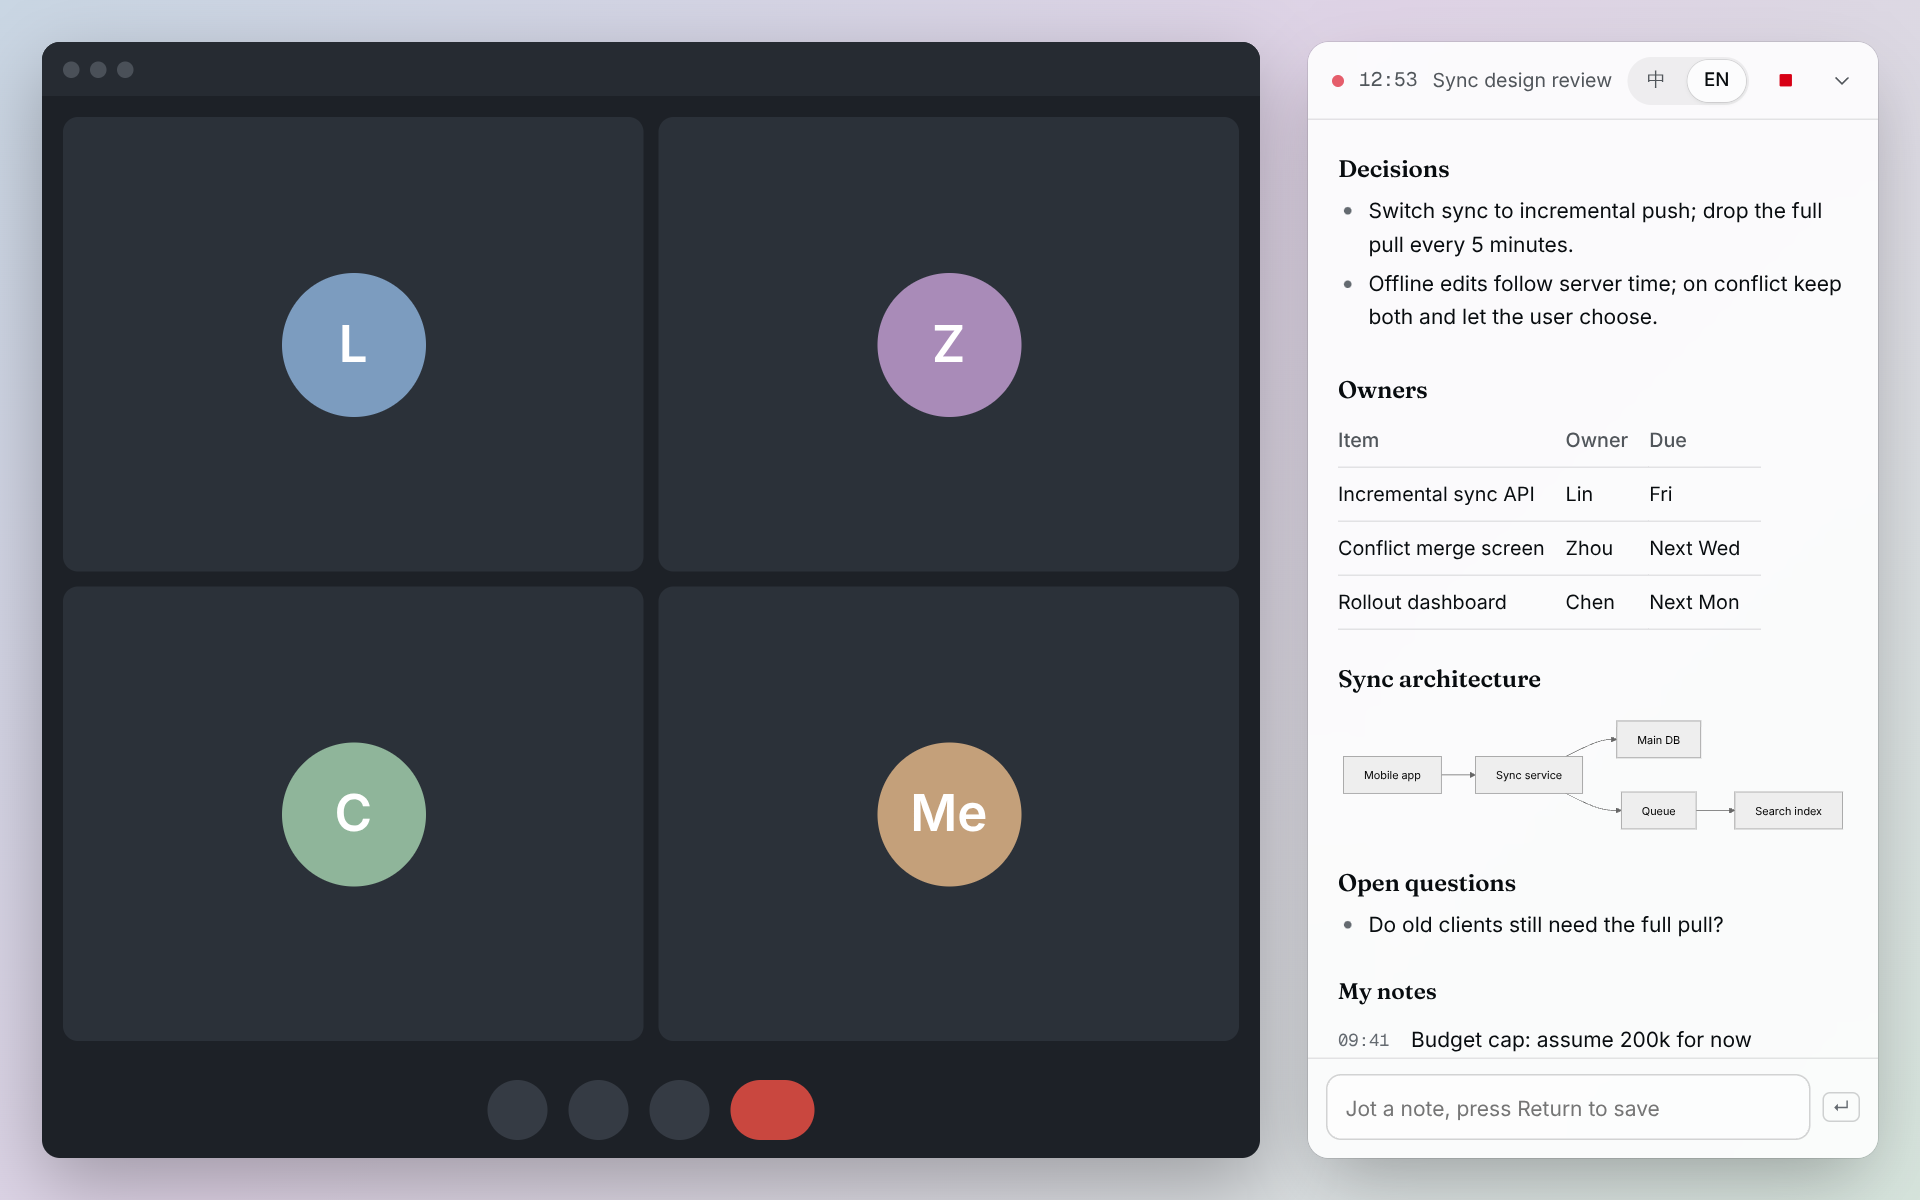 L
Z
C
Me
12:53 Sync design review 中 EN
Decisions
Switch sync to incremental push; drop the full
pull every 5 minutes.
Offline edits follow server time; on conflict keep
both and let the user choose.
Owners
Item Owner Due
Incremental sync API Lin Fri
Conflict merge screen Zhou Next Wed
Rollout dashboard Chen Next Mon
Sync architecture
Main DB
Mobile app Sync service
Queue Search index
Open questions
Do old clients still need the full pull?
My notes
09:41 Budget cap: assume 200k for now
Jot a note, press Return to save